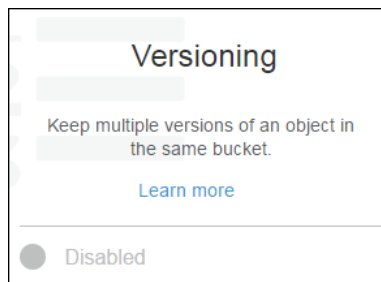 Versioning
Keep multiple versions of an object in
the same bucket.
Learn more
Disabled